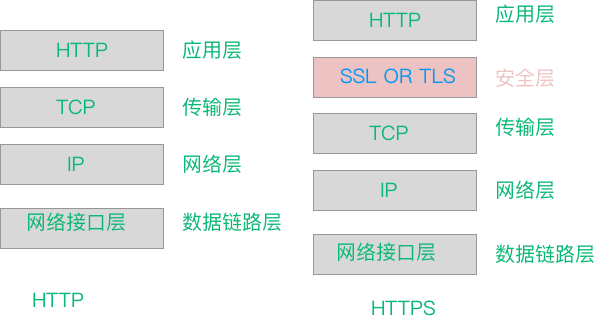 HTTP 应用层
TCP 传输层
IP 网络层
网络接口层 数据链路层
HTTP
HTTP 应用层
SSL OR TLS 安全层
TCP 传输层
IP 网络层
网络接口层 数据链路层
HTTPS